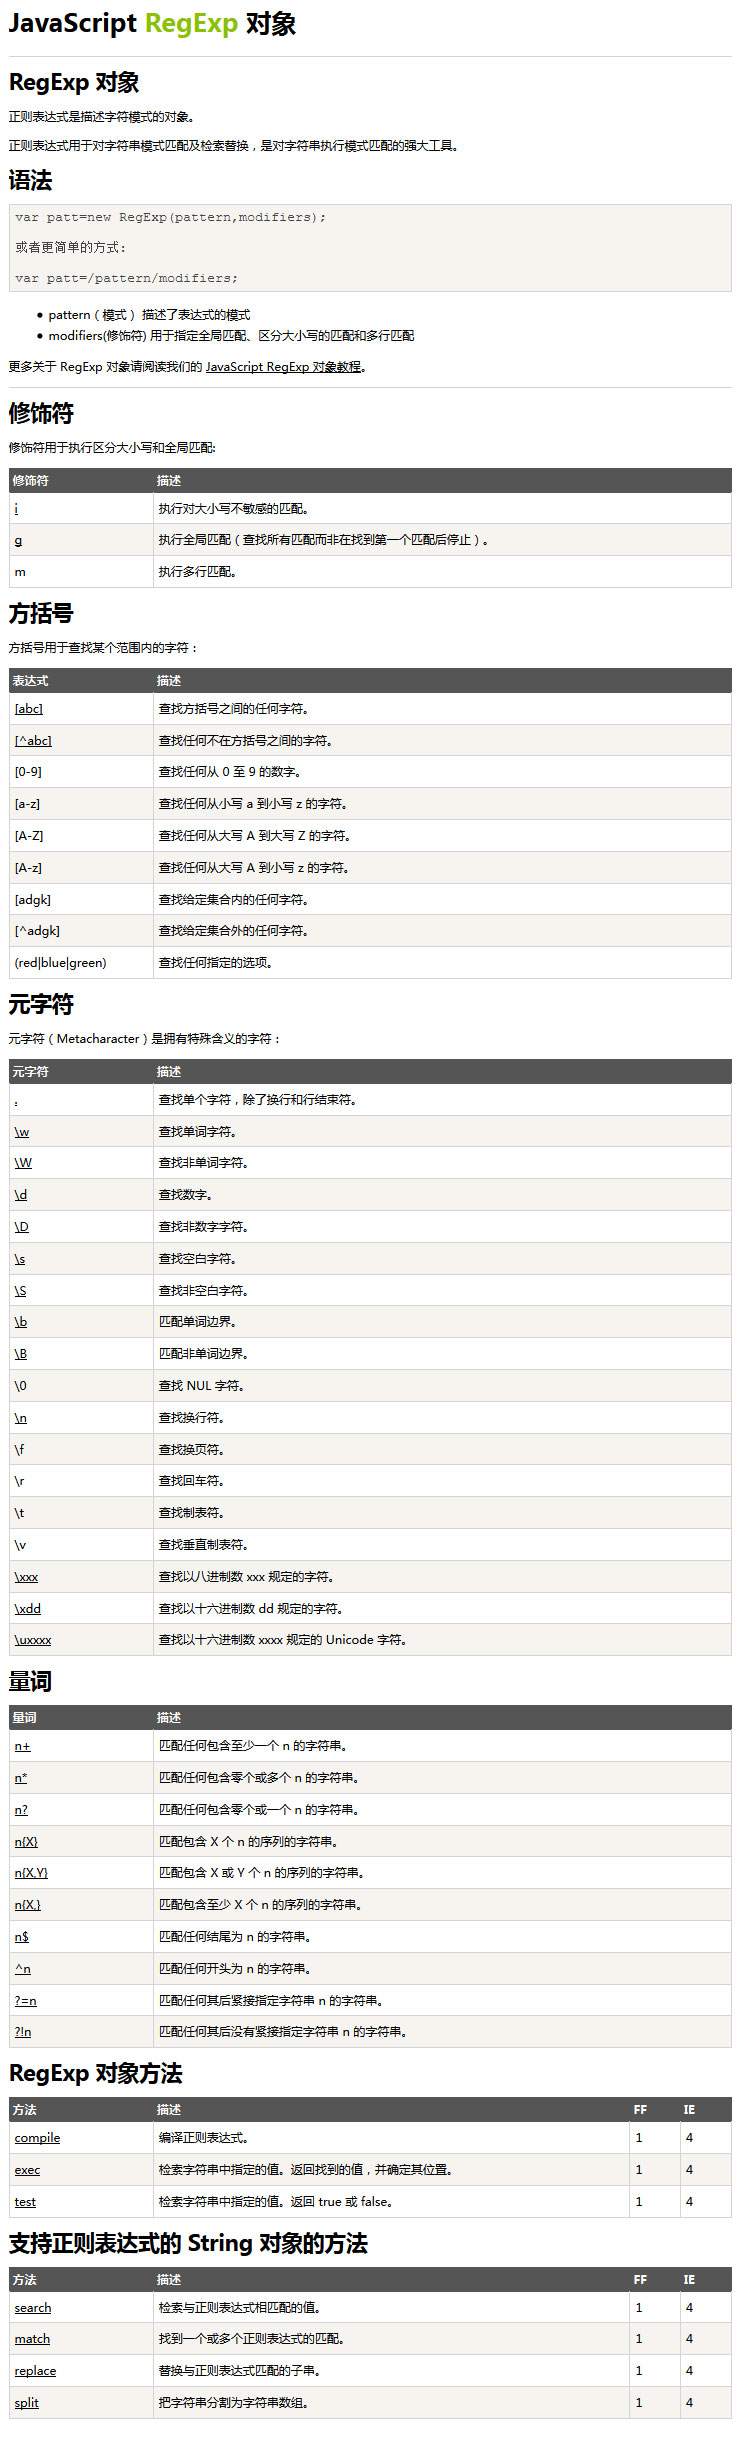 JavaScript RegExp 对象
RegExp 对象
正则表达式是描述字符模式的对象。
正则表达式用于对字符串模式匹配及检索替换，是对字符串执行模式匹配的强大工具。
语法
var patt=new RegExp(pattern,modifiers);
或者更简单的方式:
var patt=/pattern/modifiers;
• pattern（模式） 描述了表达式的模式
• modifiers(修饰符) 用于指定全局匹配、区分大小写的匹配和多行匹配
更多关于 RegExp 对象请阅读我们的 JavaScript RegExp 对象教程。
修饰符
修饰符用于执行区分大小写和全局匹配:
修饰符 描述
i 执行对大小写不敏感的匹配。
g 执行全局匹配（查找所有匹配而非在找到第一个匹配后停止）。
m 执行多行匹配。
方括号
方括号用于查找某个范围内的字符：
表达式 描述
[abc] 查找方括号之间的任何字符。
[^abc] 查找任何不在方括号之间的字符。
[0-9] 查找任何从 0 至 9 的数字。
[a-z] 查找任何从小写 a 到小写 z 的字符。
[A-Z] 查找任何从大写 A 到大写 Z 的字符。
[A-z] 查找任何从大写 A 到小写 z 的字符。
[adgk] 查找给定集合内的任何字符。
[^adgk] 查找给定集合外的任何字符。
(red|blue|green) 查找任何指定的选项。
元字符
元字符（Metacharacter）是拥有特殊含义的字符：
元字符 描述
. 查找单个字符，除了换行和行结束符。
\w 查找单词字符。
\W 查找非单词字符。
\d 查找数字。
\D 查找非数字字符。
\s 查找空白字符。
\S 查找非空白字符。
\b 匹配单词边界。
\B 匹配非单词边界。
\0 查找 NUL 字符。
\n 查找换行符。
\f 查找换页符。
\r 查找回车符。
\t 查找制表符。
\v 查找垂直制表符。
\xxx 查找以八进制数 xxx 规定的字符。
\xdd 查找以十六进制数 dd 规定的字符。
\uxxxx 查找以十六进制数 xxxx 规定的 Unicode 字符。
量词
量词 描述
n+ 匹配任何包含至少一个 n 的字符串。
n* 匹配任何包含零个或多个 n 的字符串。
n? 匹配任何包含零个或一个 n 的字符串。
n{X} 匹配包含 X 个 n 的序列的字符串。
n{X,Y} 匹配包含 X 或 Y 个 n 的序列的字符串。
n{X,} 匹配包含至少 X 个 n 的序列的字符串。
n$ 匹配任何结尾为 n 的字符串。
^n 匹配任何开头为 n 的字符串。
?=n 匹配任何其后紧接指定字符串 n 的字符串。
?!n 匹配任何其后没有紧接指定字符串 n 的字符串。
RegExp 对象方法
方法 描述 FF IE
compile 编译正则表达式。 1 4
exec 检索字符串中指定的值。返回找到的值，并确定其位置。 1 4
test 检索字符串中指定的值。返回 true 或 false。 1 4
支持正则表达式的 String 对象的方法
方法 描述 FF IE
search 检索与正则表达式相匹配的值。 1 4
match 找到一个或多个正则表达式的匹配。 1 4
replace 替换与正则表达式匹配的子串。 1 4
split 把字符串分割为字符串数组。 1 4